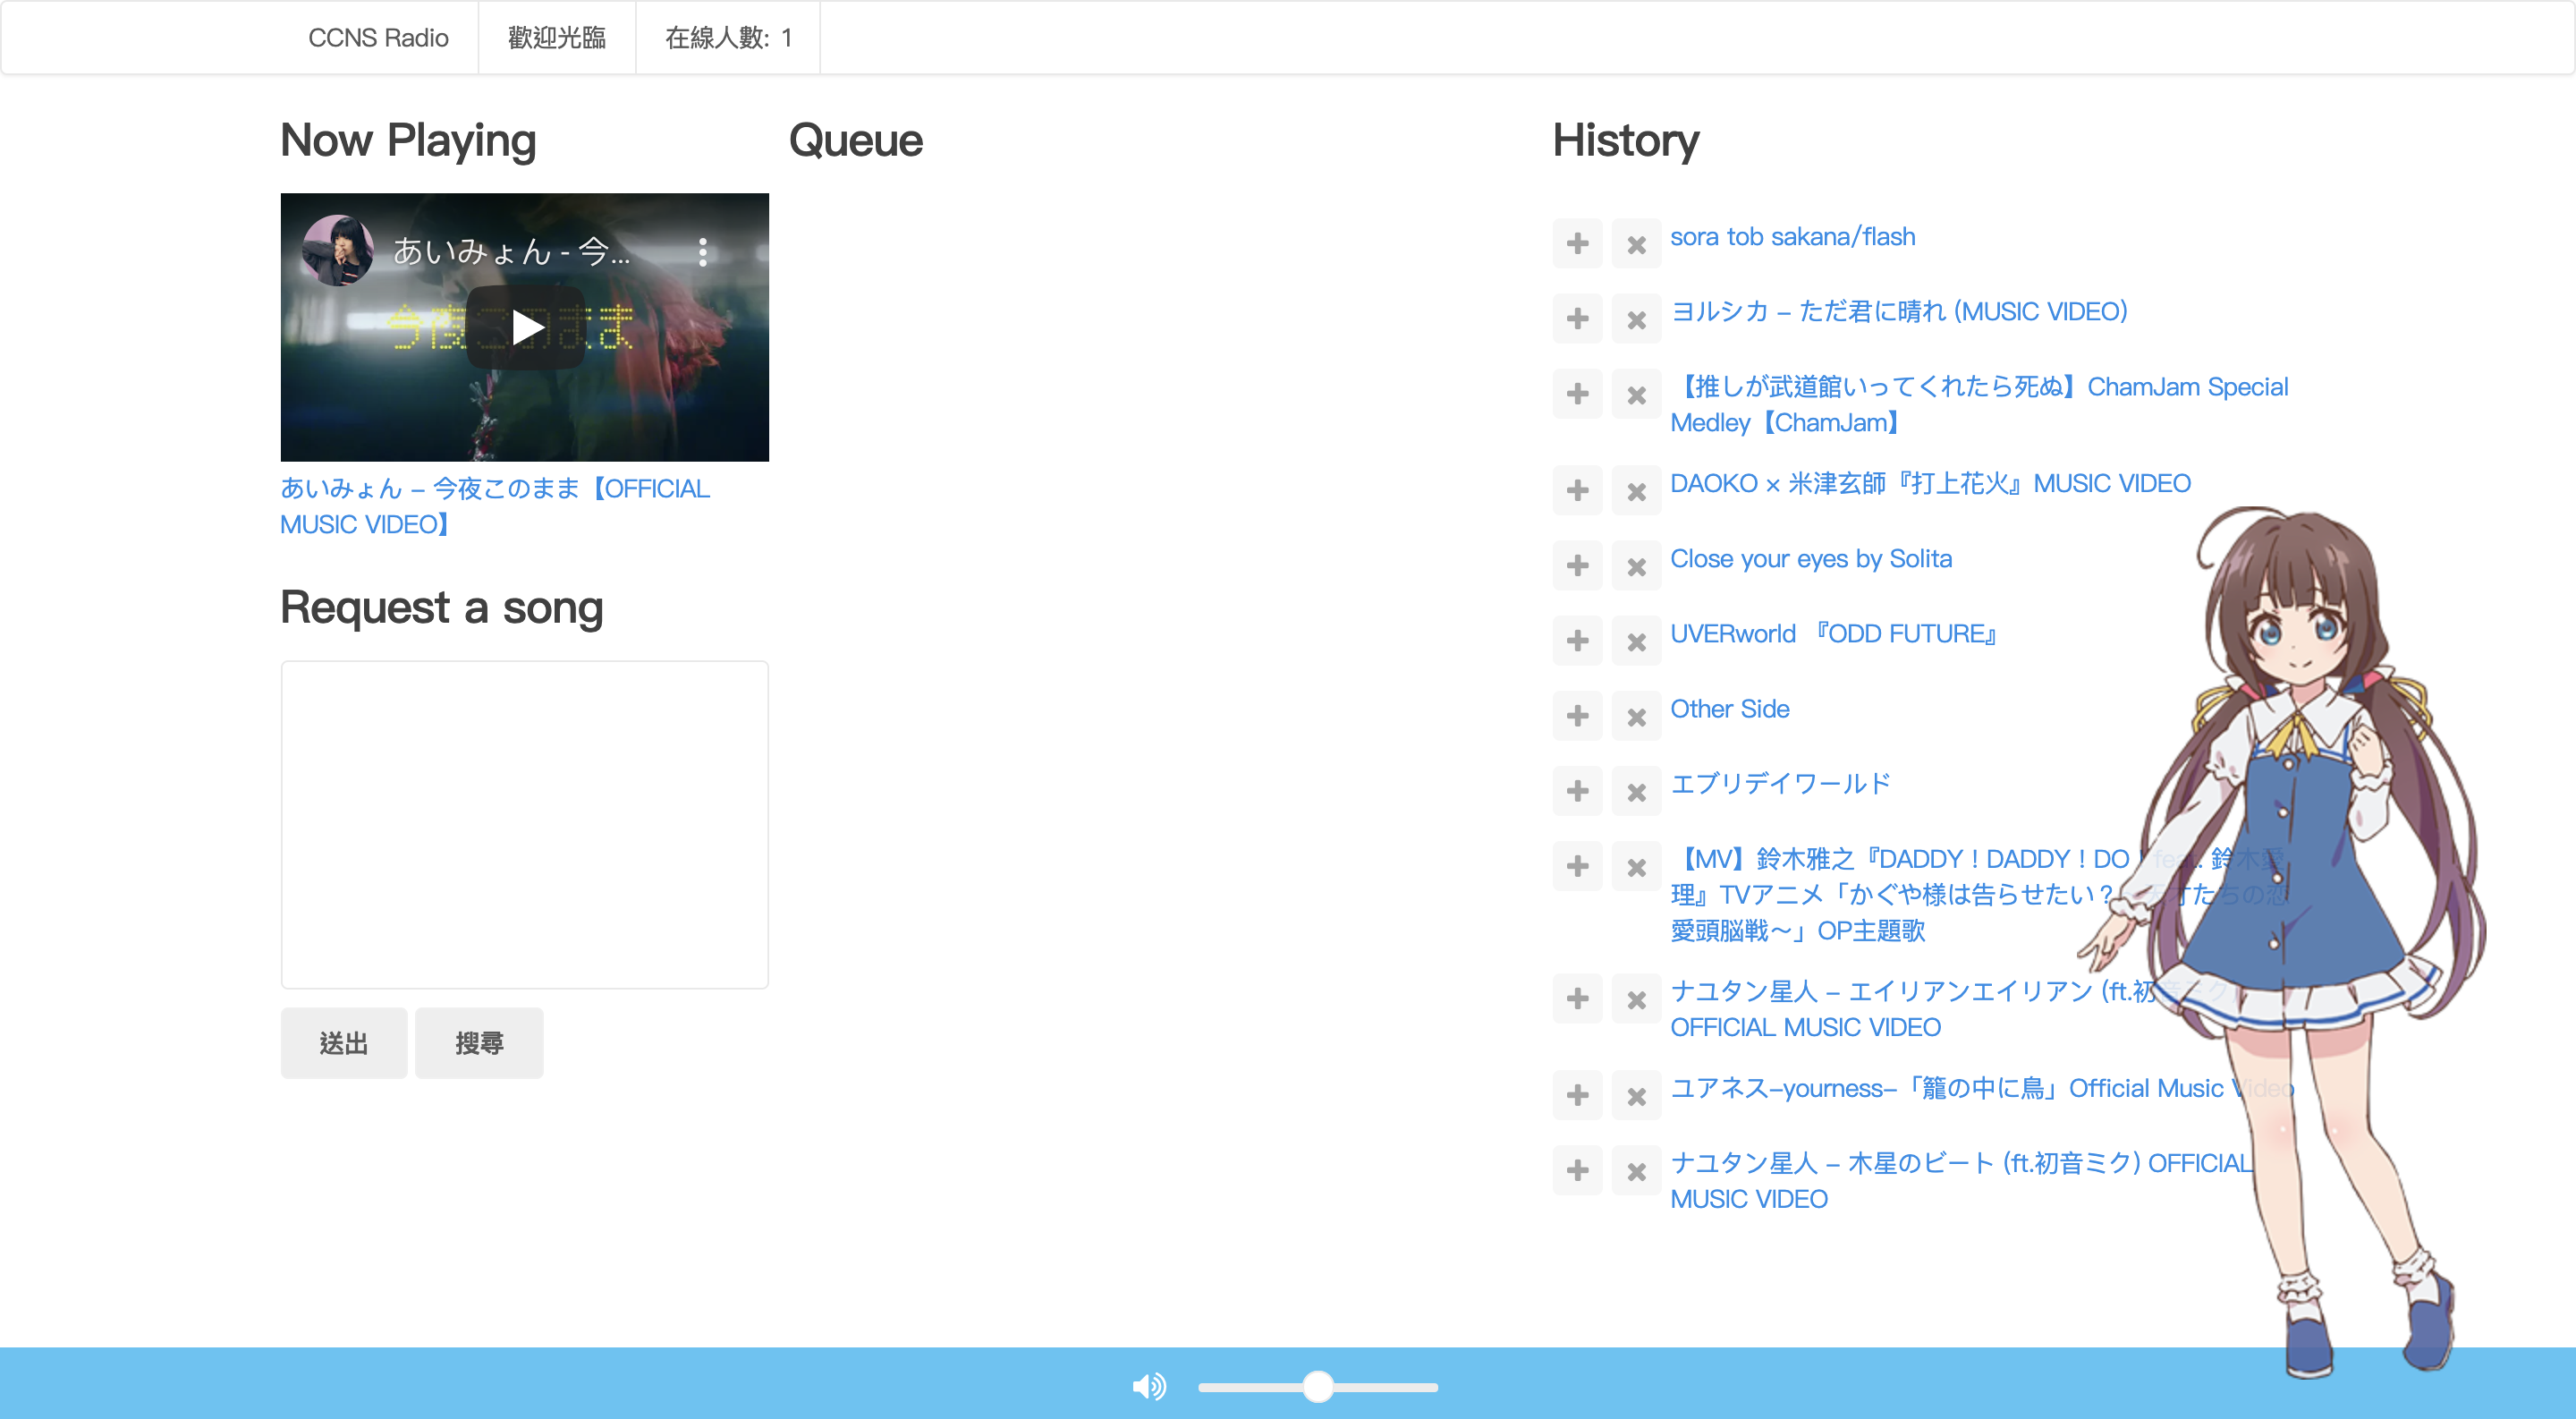 CCNS Radio
歡迎光臨
在線人數: 1
Now Playing
あいみょん - 今...
今夜このまま
あいみょん – 今夜このまま【OFFICIAL
MUSIC VIDEO】
Request a song
送出
搜尋
Queue
History
sora tob sakana/flash
ヨルシカ – ただ君に晴れ (MUSIC VIDEO)
【推しが武道館いってくれたら死ぬ】ChamJam Special
Medley【ChamJam】
DAOKO × 米津玄師『打上花火』MUSIC VIDEO
Close your eyes by Solita
UVERworld 『ODD FUTURE』
Other Side
エブリデイワールド
【MV】鈴木雅之『DADDY ! DADDY ! DO ! feat. 鈴木愛
理』TVアニメ「かぐや様は告らせたい？～天才たちの恋
愛頭脳戦～」OP主題歌
ナユタン星人 – エイリアンエイリアン (ft.初音ミク)
OFFICIAL MUSIC VIDEO
ユアネス–yourness–「籠の中に鳥」Official Music Video
ナユタン星人 – 木星のビート (ft.初音ミク) OFFICIAL
MUSIC VIDEO